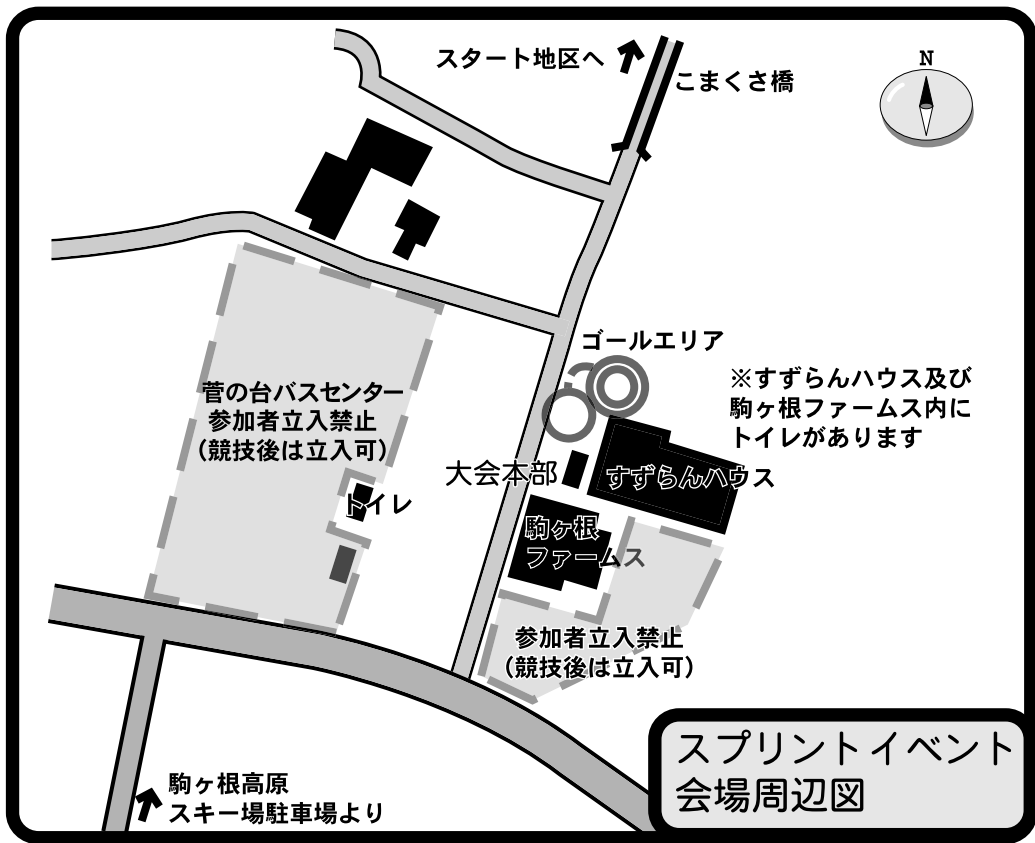 スタート地区へ
こまくさ橋
N
ゴールエリア
※すずらんハウス及び
駒ヶ根ファームス内に
トイレがあります
菅の台バスセンター
参加者立入禁止
(競技後は立入可)
大会本部
すずらんハウス
トイレ
駒ヶ根
ファームス
参加者立入禁止
(競技後は立入可)
駒ヶ根高原
スキー場駐車場より
スプリントイベント
会場周辺図